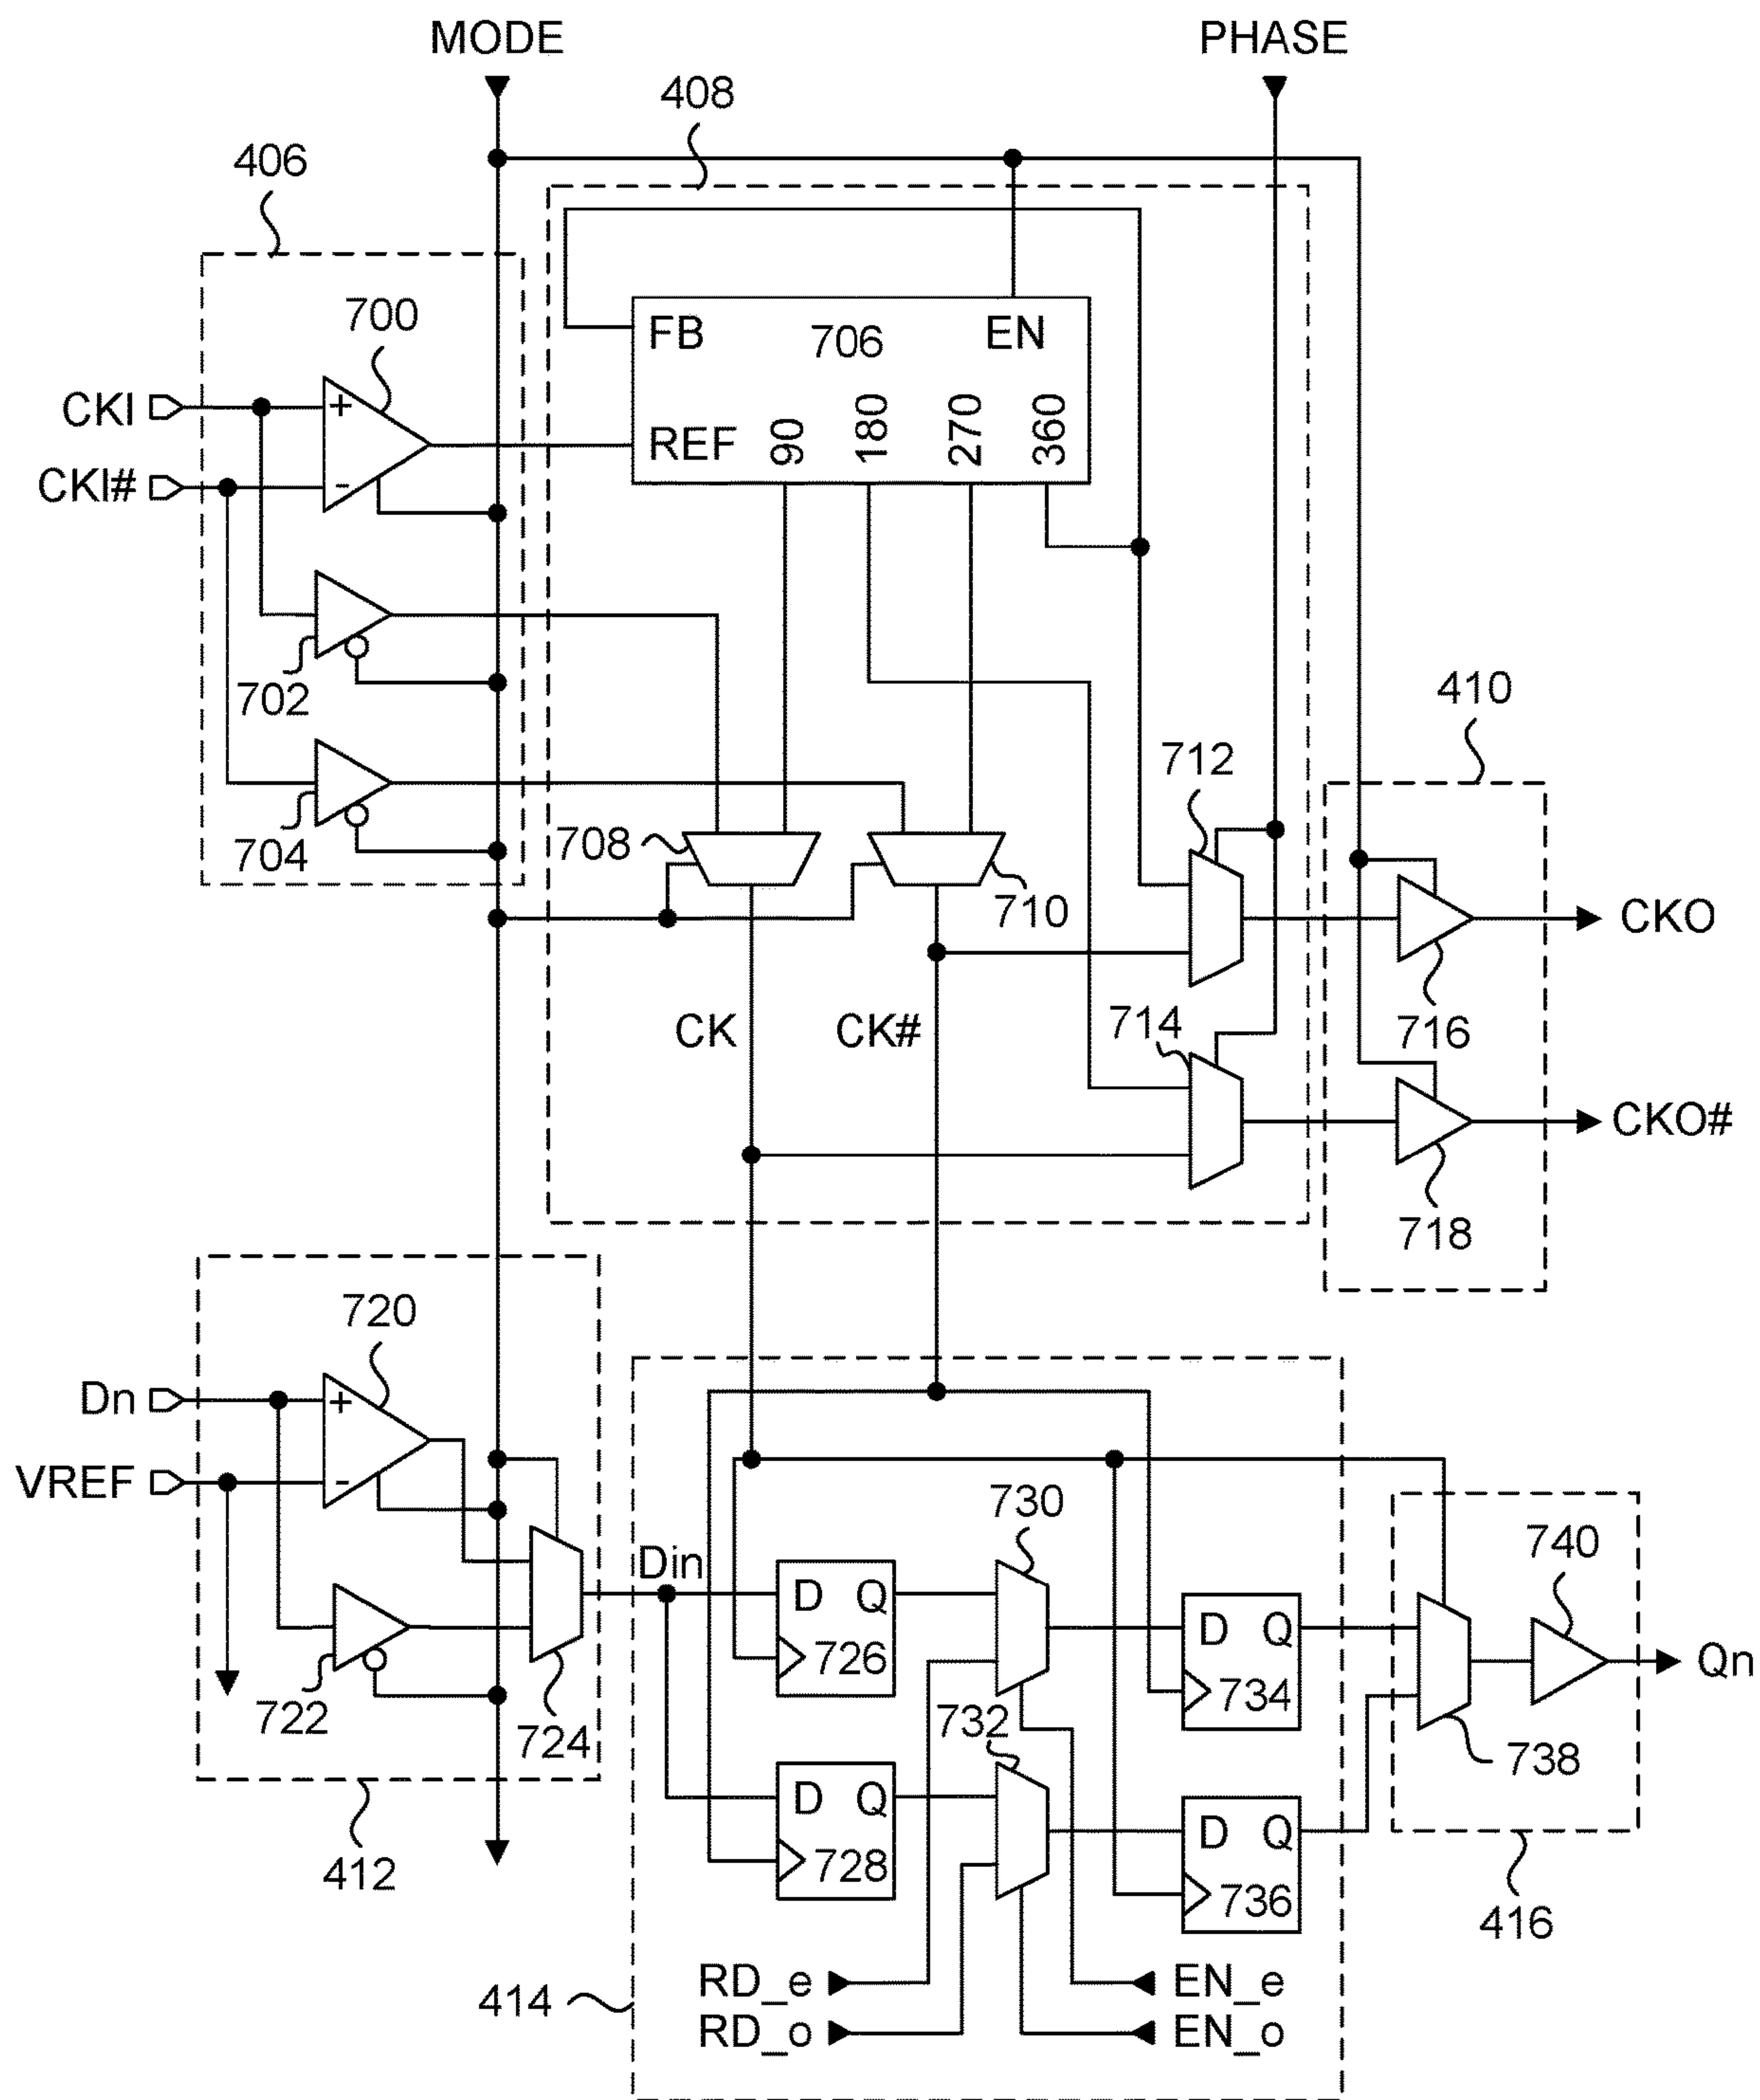 MODE
PHASE
408
406
700
FB
706
EN
CKI
+
REF
90
180
270
360
CKI#
-
702
410
712
704
708
710
CKO
CK
CK#
714
716
CKO#
718
720
Dn
+
VREF
-
730
740
Din
D Q
726
D Q
734
Qn
722
724
732
738
D Q
728
D Q
736
412
416
RD_e
EN_e
414
RD_o
EN_o